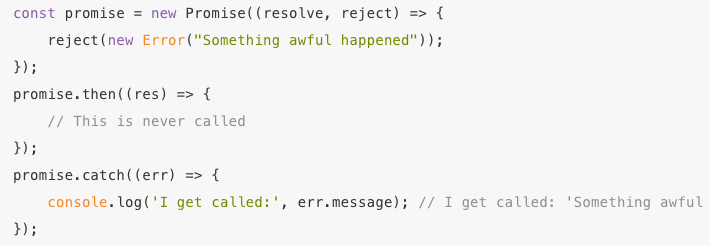 const promise = new Promise((resolve, reject) => {
    reject(new Error("Something awful happened"));
});
promise.then((res) => {
    // This is never called
});
promise.catch((err) => {
    console.log('I get called:', err.message); // I get called: 'Something awful
});